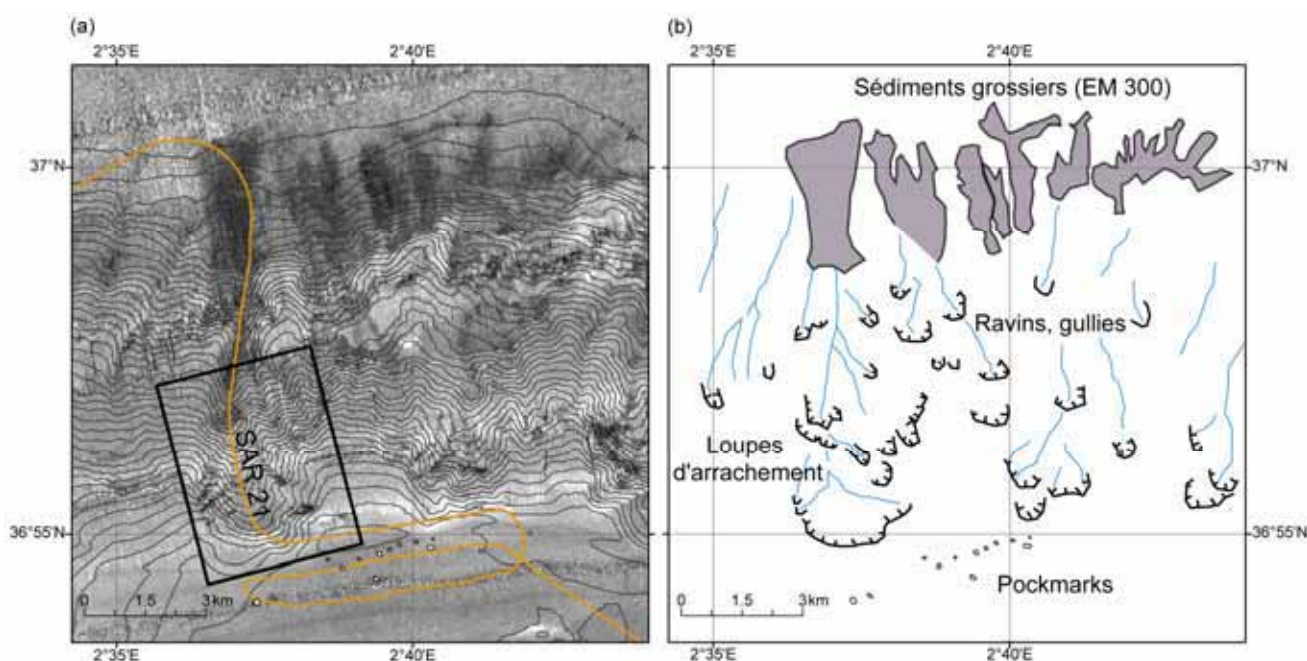 (a)
2°35'E
2°40'E
37°N
SAR 21
36°55'N
0 1.5 3km
2°35'E
2°40'E
(b)
2°35'E
2°40'E
Sédiments grossiers (EM 300)
37°N
Ravins, gullies
Loupes
d'arrachement
36°55'N
Pockmarks
0 1.5 3km
2°35'E
2°40'E